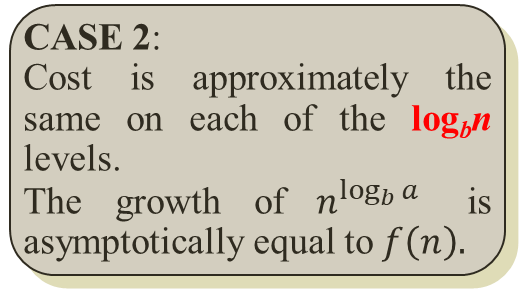 CASE 2:
Cost is approximately the
same on each of the log_b n
levels.
The growth of n^{log_b a} is
asymptotically equal to f(n).